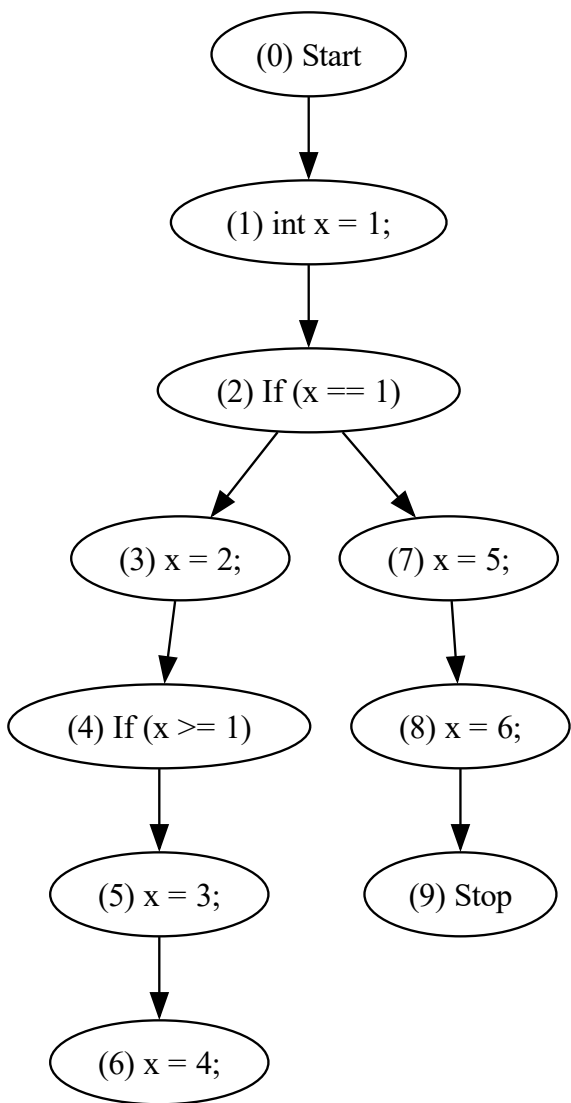 (0) Start
(1) int x = 1;
(2) If (x == 1)
(3) x = 2;
(7) x = 5;
(4) If (x >= 1)
(8) x = 6;
(5) x = 3;
(9) Stop
(6) x = 4;